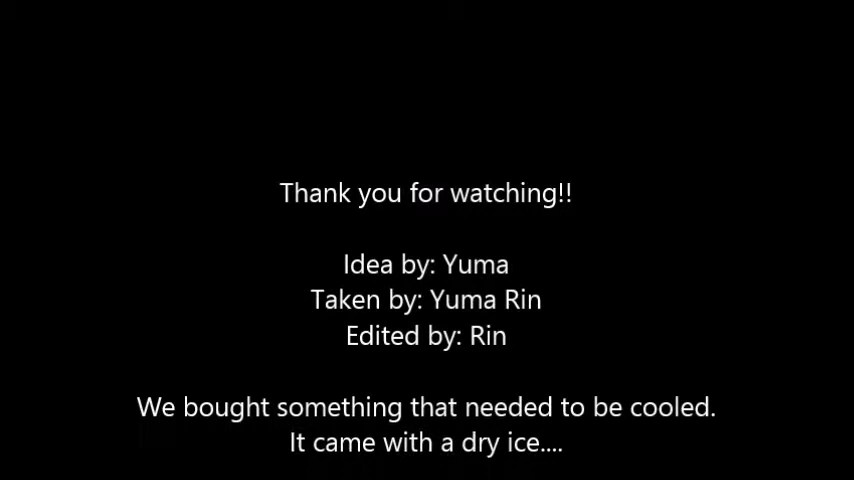 Thank you for watching!!
Idea by: Yuma
Taken by: Yuma Rin
Edited by: Rin
We bought something that needed to be cooled.
It came with a dry ice....